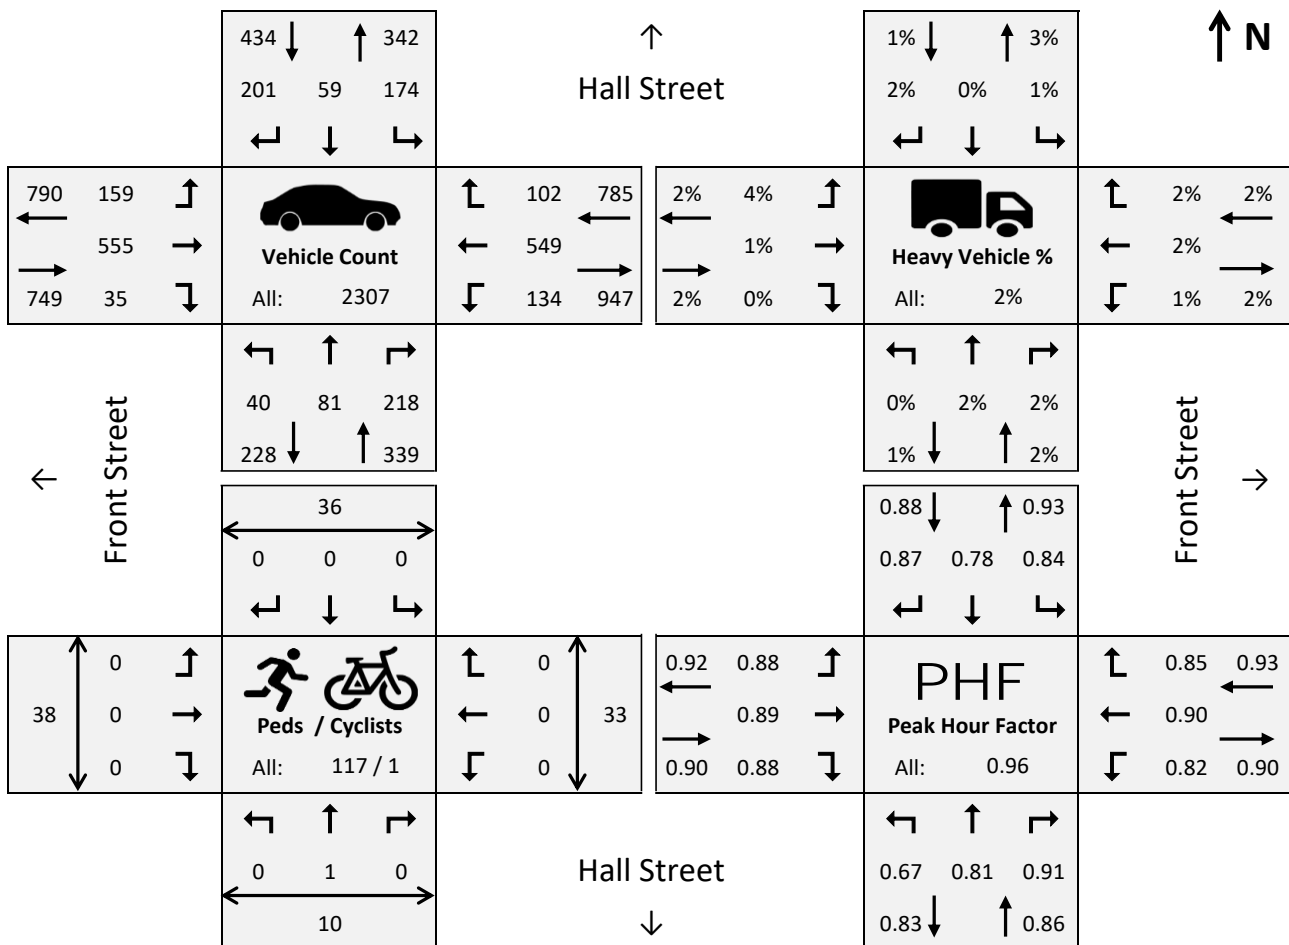 434 342 1% 3% N
Hall Street
201 59 174 2% 0% 1%
790 159 102 785 2% 4% 2% 2%
555 549 1% 2%
Vehicle Count Heavy Vehicle %
749 35 All: 2307 134 947 2% 0% All: 2% 1% 2%
40 81 218 0% 2% 2%
228 339 1% 2%
Front Street Front Street
36 0.88 0.93
0 0 0 0.87 0.78 0.84
0 0 0.92 0.88 PHF 0.85 0.93
38 0 0 33 0.89 0.90
Peds / Cyclists Peak Hour Factor
0 All: 117 / 1 0 0.90 0.88 All: 0.96 0.82 0.90
0 1 0 Hall Street 0.67 0.81 0.91
10 0.83 0.86